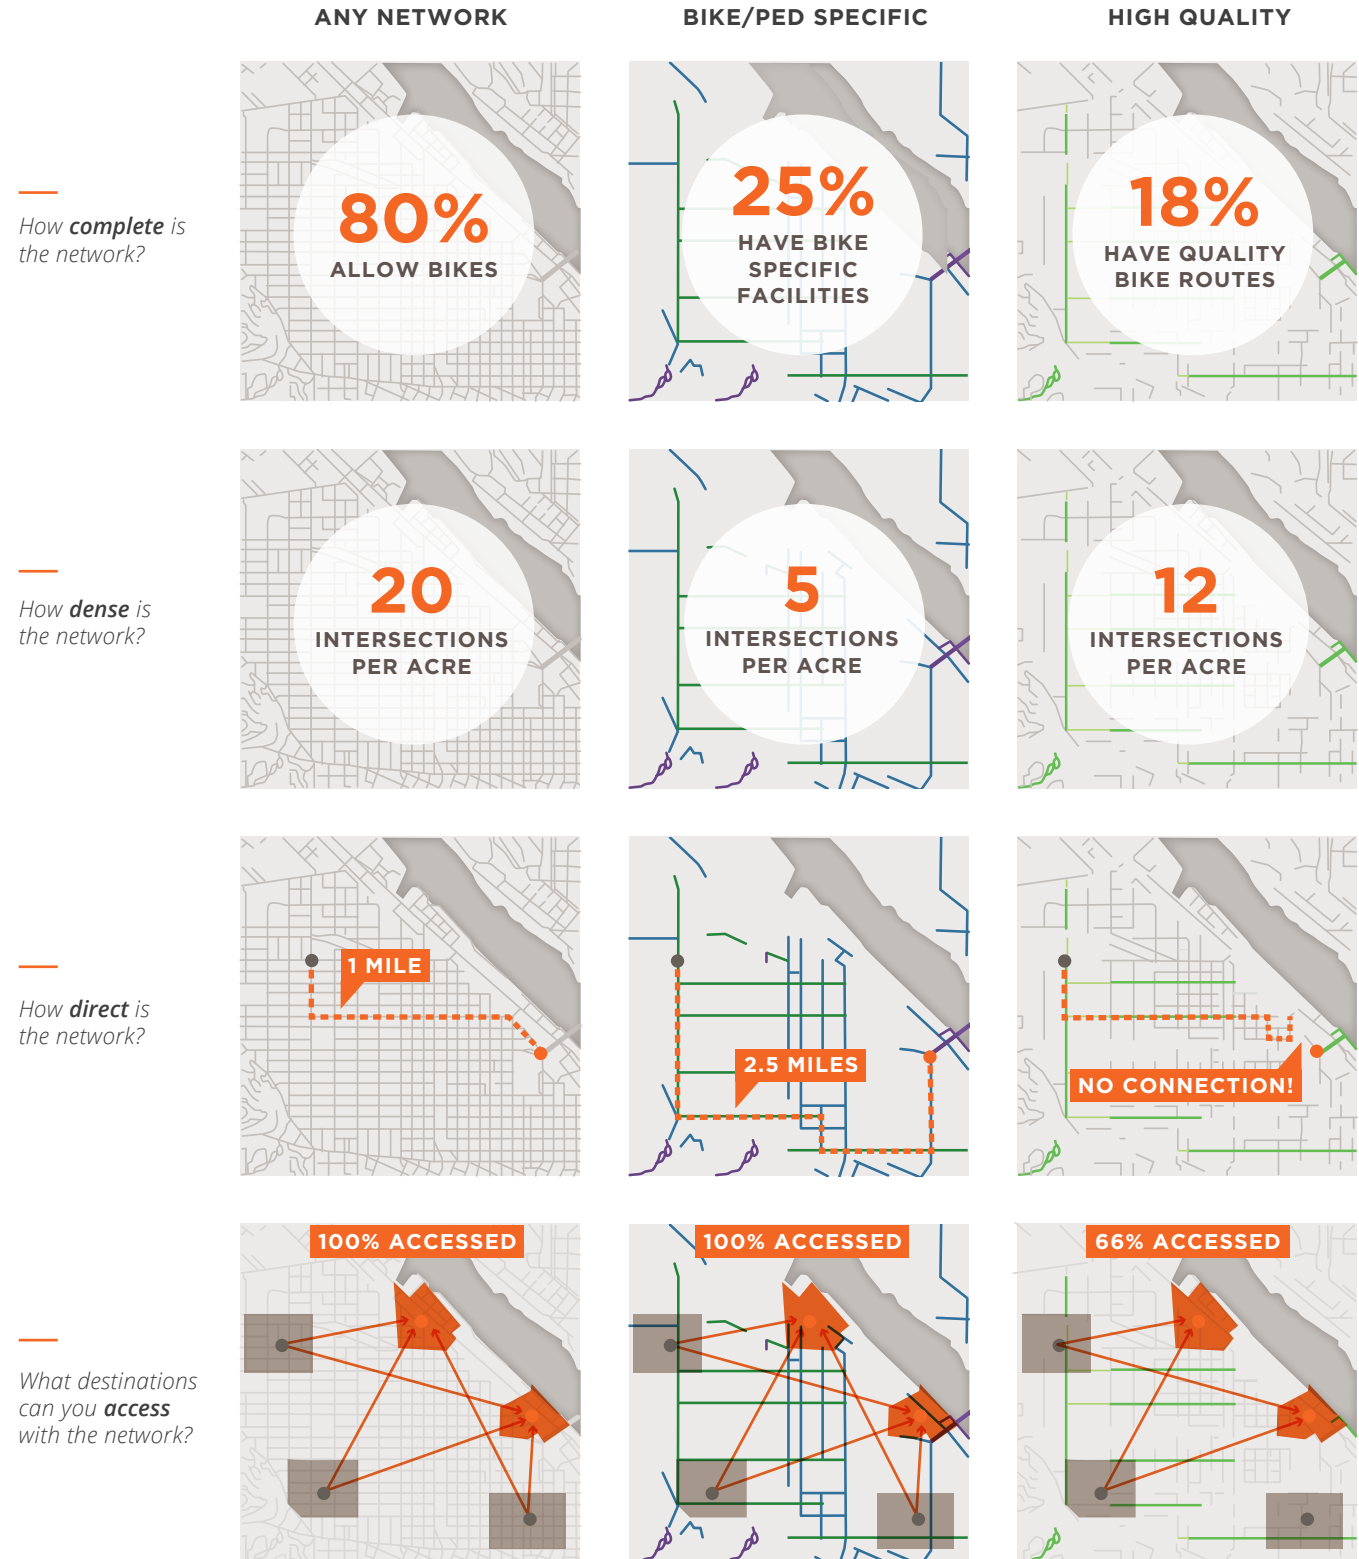 ANY NETWORK
BIKE/PED SPECIFIC
HIGH QUALITY
How complete is
the network?
80%
ALLOW BIKES
25%
HAVE BIKE
SPECIFIC
FACILITIES
18%
HAVE QUALITY
BIKE ROUTES
How dense is
the network?
20
INTERSECTIONS
PER ACRE
5
INTERSECTIONS
PER ACRE
12
INTERSECTIONS
PER ACRE
How direct is
the network?
1 MILE
2.5 MILES
NO CONNECTION!
What destinations
can you access
with the network?
100% ACCESSED
100% ACCESSED
66% ACCESSED